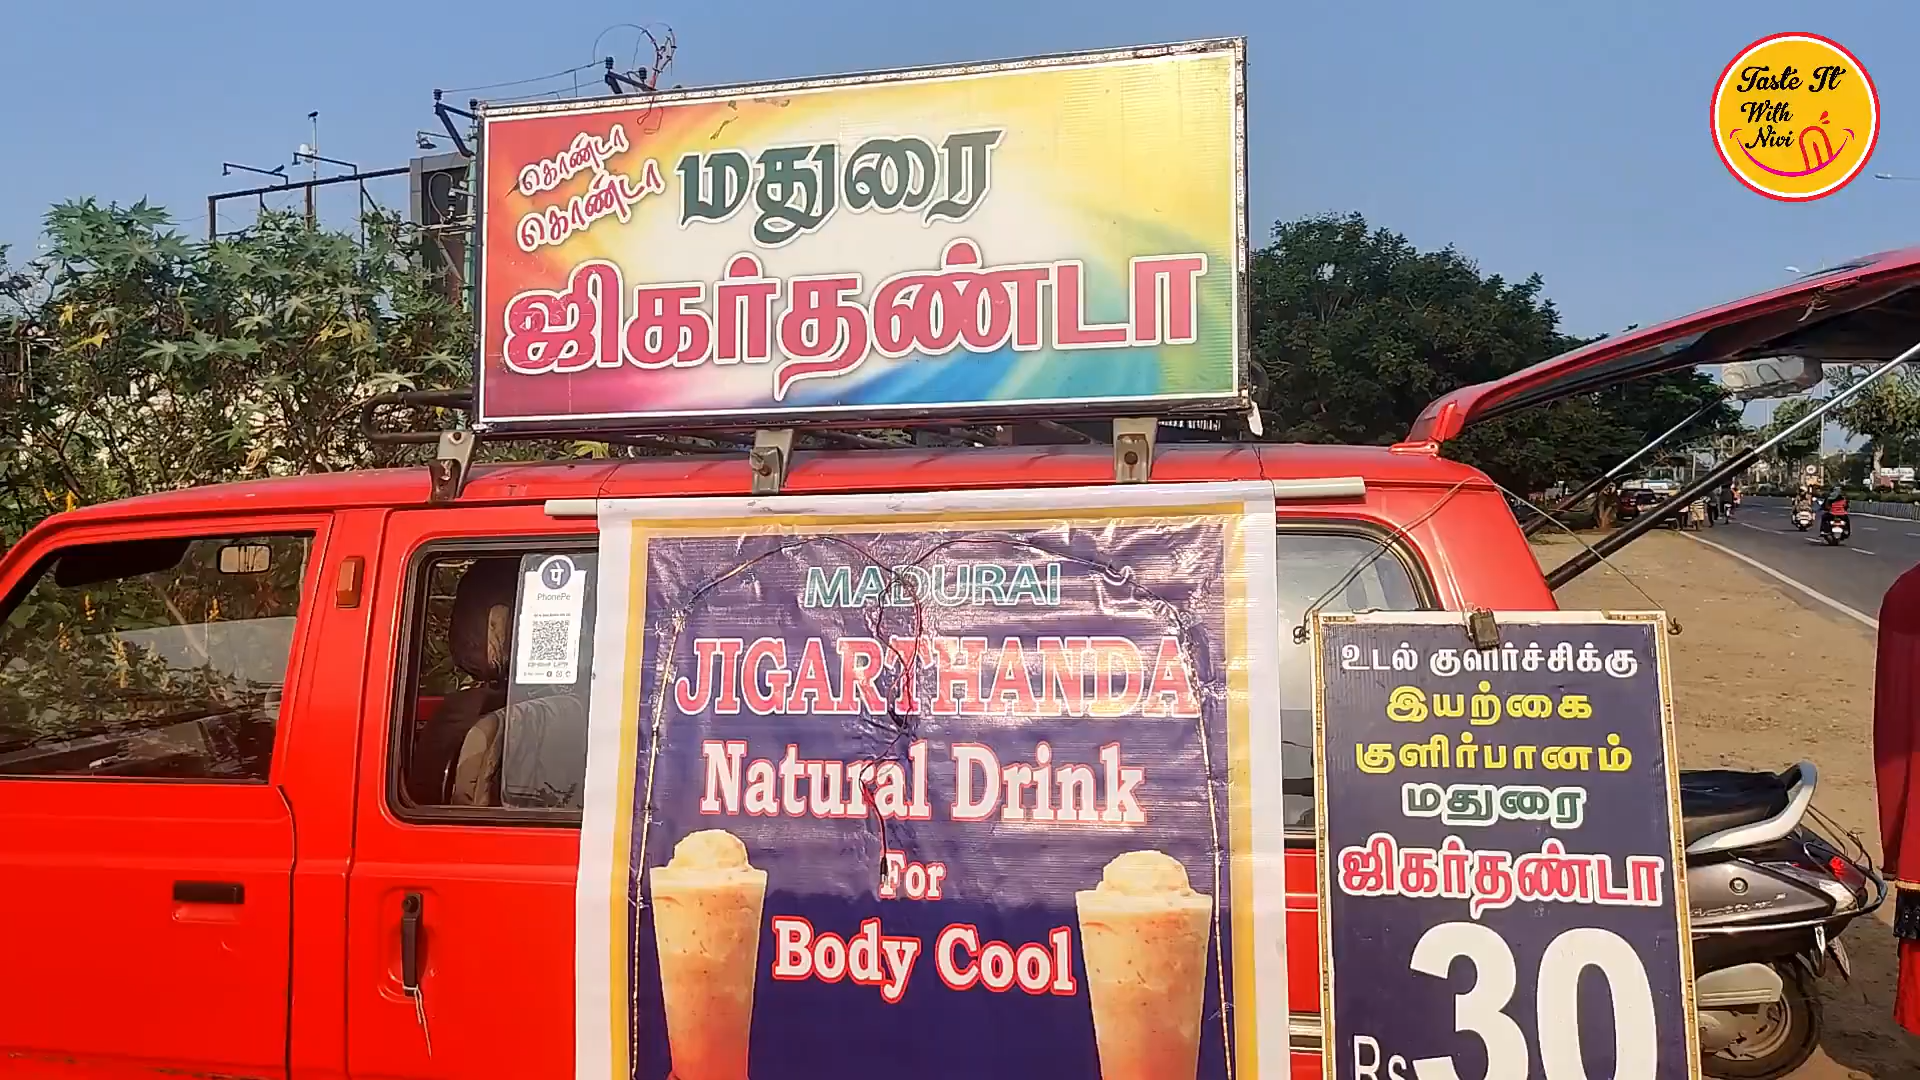 கொண்டா
கொண்டா
மதுரை
ஜிகர்தண்டா
Taste It
With
Nivi
பே
PhonePe
MADURAI
JIGARTHANDA
Natural Drink
For
Body Cool
உடல் குளிர்ச்சிக்கு
இயற்கை
குளிர்பானம்
மதுரை
ஜிகர்தண்டா
Rs 30